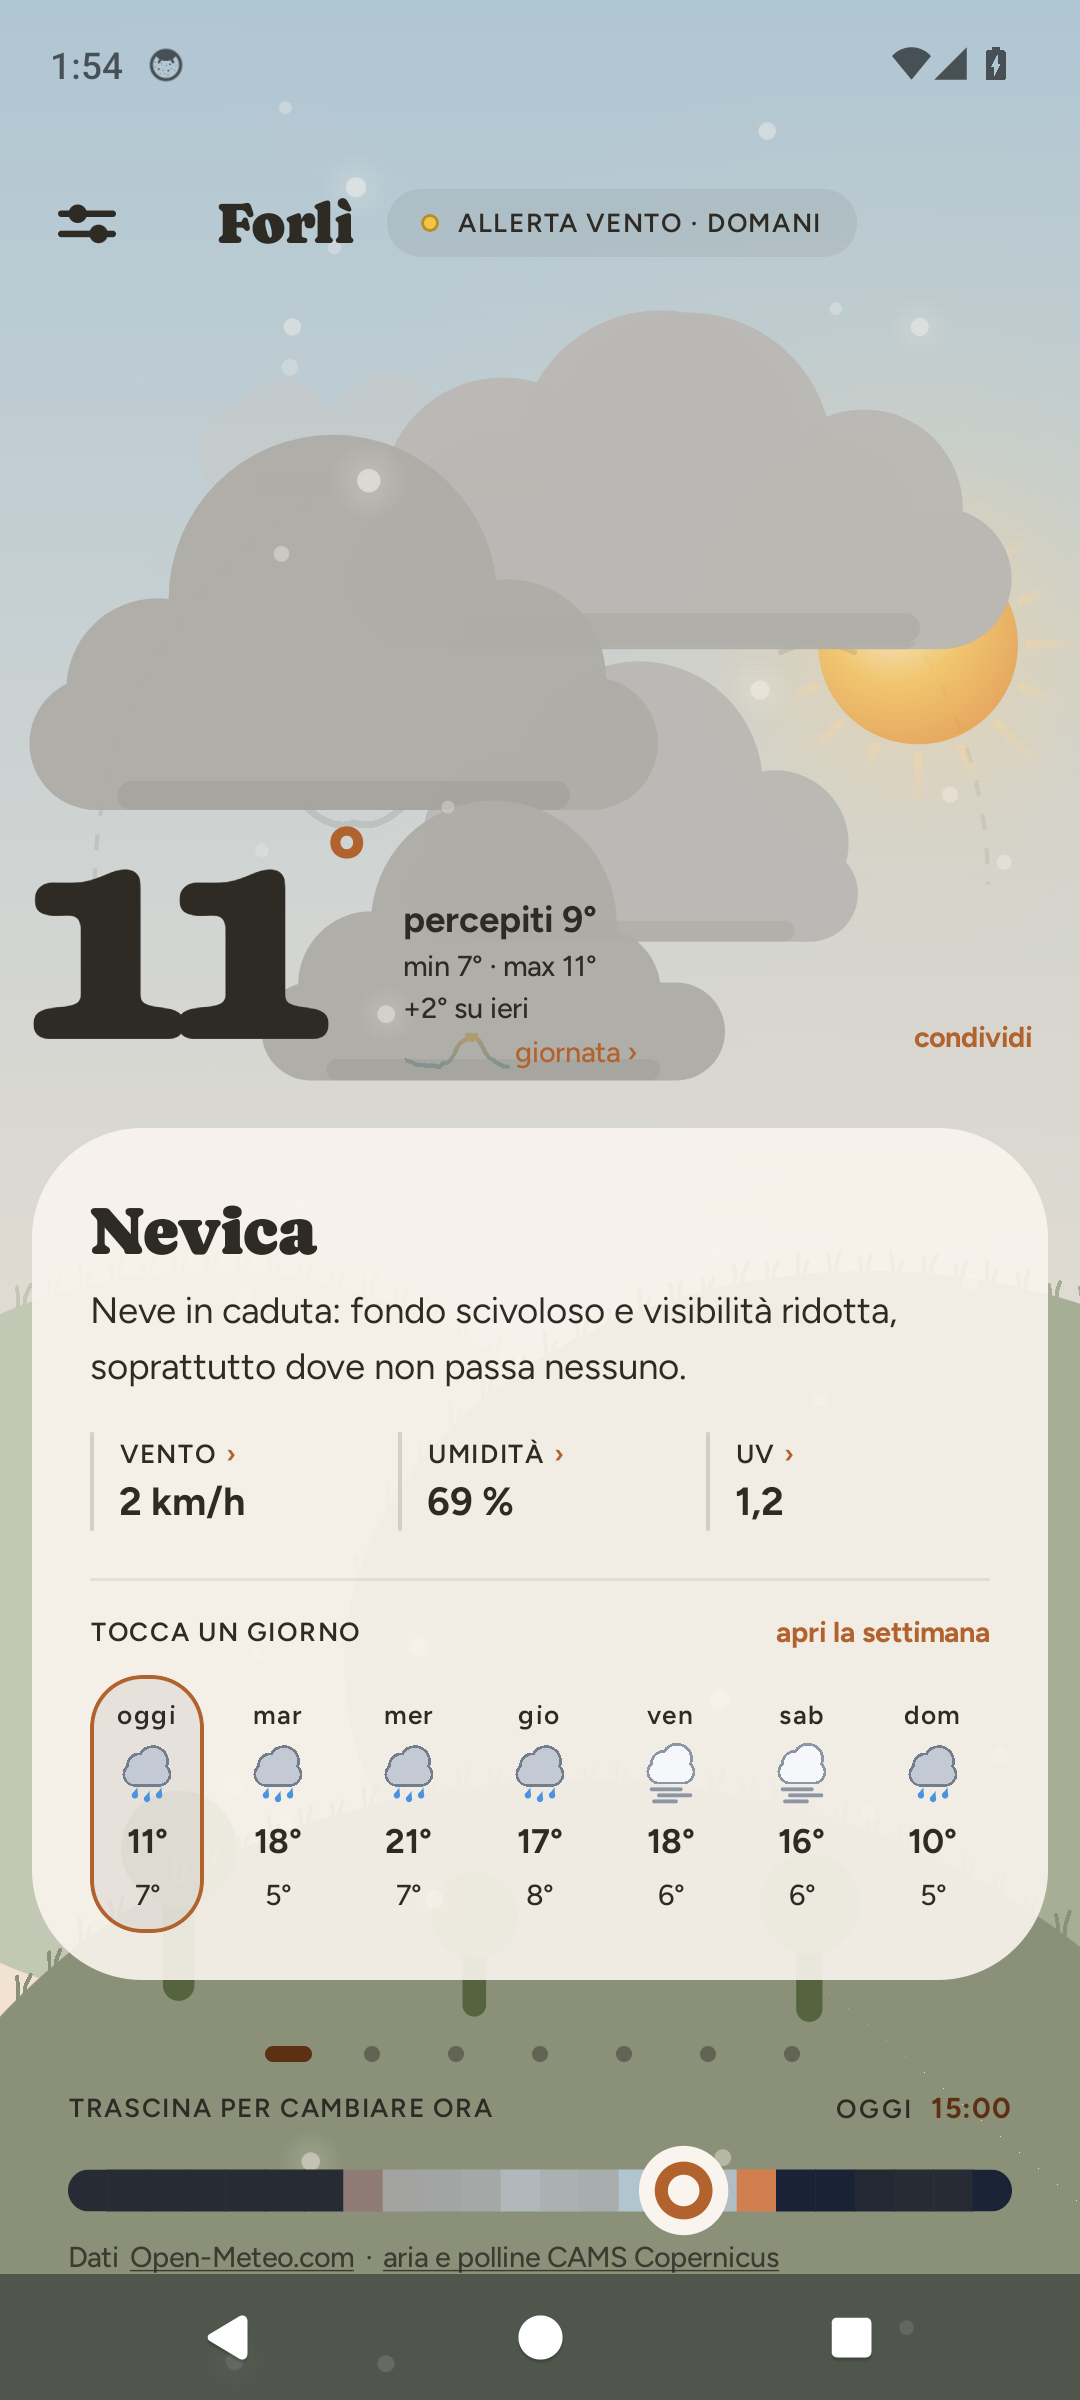 1:54
Forlì
ALLERTA VENTO · DOMANI
11°
percepiti 9°
min 7° · max 11°
+2° su ieri
giornata ›
condividi
Nevica
Neve in caduta: fondo scivoloso e visibilità ridotta,
soprattutto dove non passa nessuno.
VENTO › UMIDITÀ › UV ›
2 km/h 69 % 1,2
TOCCA UN GIORNO apri la settimana
oggi mar mer gio ven sab dom
11° 18° 21° 17° 18° 16° 10°
7° 5° 7° 8° 6° 6° 5°
TRASCINA PER CAMBIARE ORA OGGI 15:00
Dati Open-Meteo.com · aria e polline CAMS Copernicus